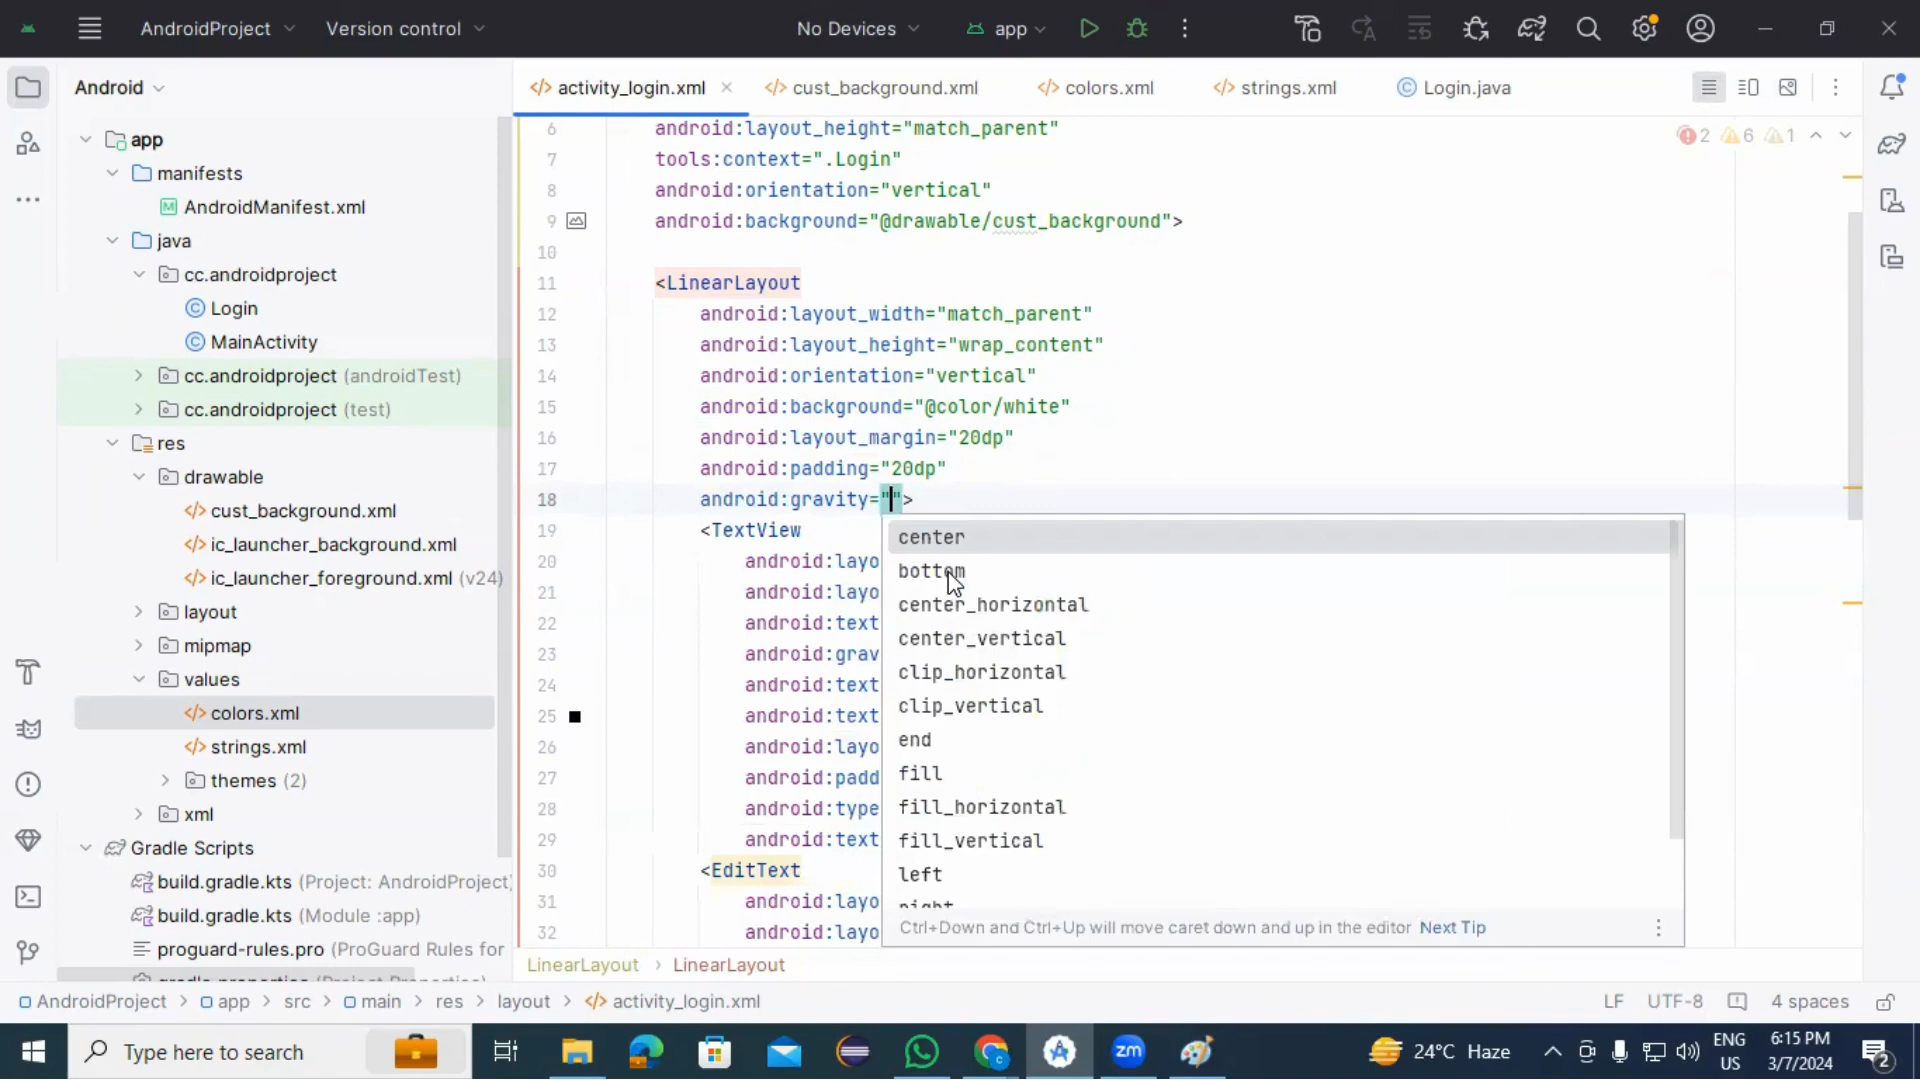 AndroidProject
Version control
No Devices
app
Android
activity_login.xml
cust_background.xml
colors.xml
strings.xml
Login.java
app
manifests
AndroidManifest.xml
java
cc.androidproject
Login
MainActivity
cc.androidproject (androidTest)
cc.androidproject (test)
res
drawable
cust_background.xml
ic_launcher_background.xml
ic_launcher_foreground.xml (v24)
layout
mipmap
values
colors.xml
strings.xml
themes (2)
xml
Gradle Scripts
build.gradle.kts (Project: AndroidProject)
build.gradle.kts (Module :app)
proguard-rules.pro (ProGuard Rules for
2 6 1
6 android:layout_height="match_parent"
7 tools:context=".Login"
8 android:orientation="vertical"
9 android:background="@drawable/cust_background">
10
11 <LinearLayout
12 android:layout_width="match_parent"
13 android:layout_height="wrap_content"
14 android:orientation="vertical"
15 android:background="@color/white"
16 android:layout_margin="20dp"
17 android:padding="20dp"
18 android:gravity="">
19 <TextView
20 android:layo
21 android:layo
22 android:text
23 android:grav
24 android:text
25 android:text
26 android:layo
27 android:padd
28 android:type
29 android:text
30 <EditText
31 android:layo
32 android:layo
center
bottom
center_horizontal
center_vertical
clip_horizontal
clip_vertical
end
fill
fill_horizontal
fill_vertical
left
right
Ctrl+Down and Ctrl+Up will move caret down and up in the editor Next Tip
LinearLayout > LinearLayout
AndroidProject > app > src > main > res > layout > activity_login.xml
LF UTF-8 4 spaces
Type here to search
zm
24°C Haze
ENG
US
6:15 PM
3/7/2024
2